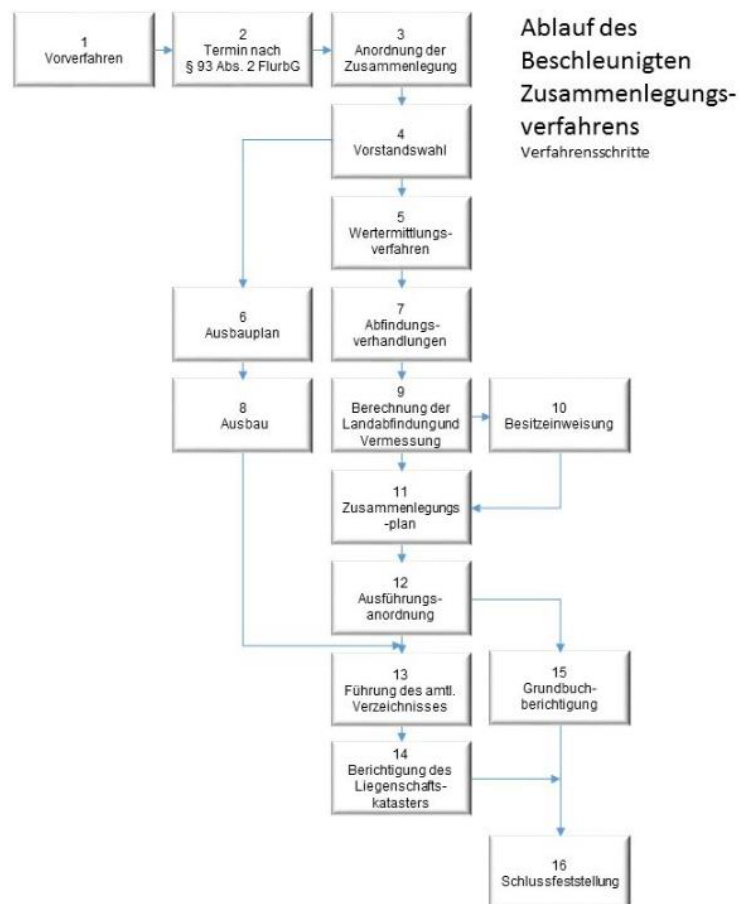 Ablauf des
Beschleunigten
Zusammenlegungs-
verfahrens
Verfahrensschritte
1
Vorverfahren
2
Termin nach
§ 93 Abs. 2 FlurbG
3
Anordnung der
Zusammenlegung
4
Vorstandswahl
5
Wertermittlungs-
verfahren
6
Ausbauplan
7
Abfindungs-
verhandlungen
8
Ausbau
9
Berechnung der
Landabfindung und
Vermessung
10
Besitzeinweisung
11
Zusammenlegungs
-plan
12
Ausführungs-
anordnung
13
Führung des amtl.
Verzeichnisses
14
Berichtigung des
Liegenschafts-
katasters
15
Grundbuch-
berichtigung
16
Schlussfeststellung